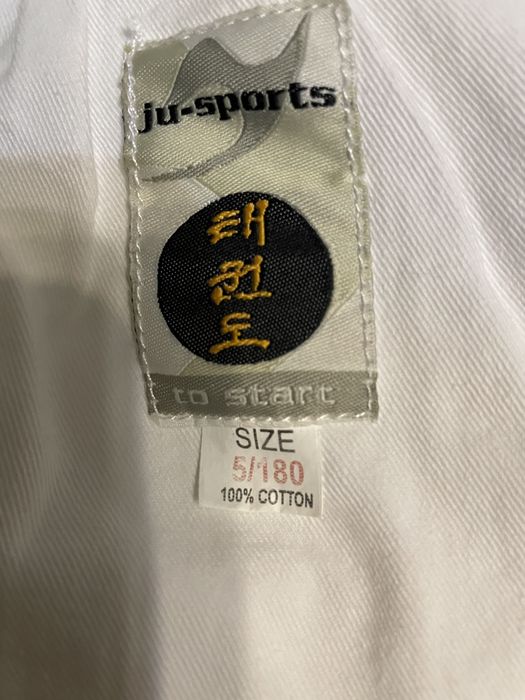 ju-sports
태
권
도
to start
SIZE
5/180
100% COTTON